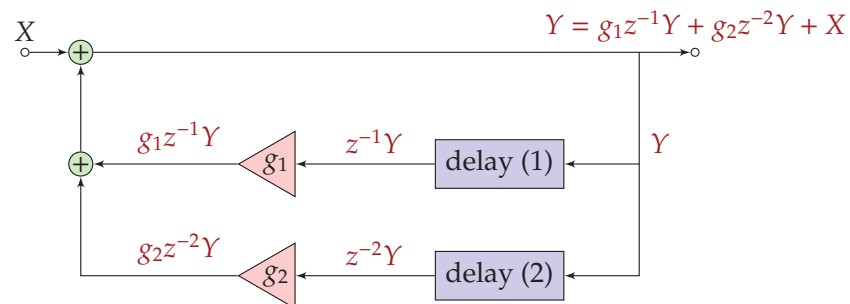 X
Y = g₁z⁻¹Y + g₂z⁻²Y + X
+
g₁z⁻¹Y
z⁻¹Y
Y
+
g₁
delay (1)
g₂z⁻²Y
z⁻²Y
g₂
delay (2)